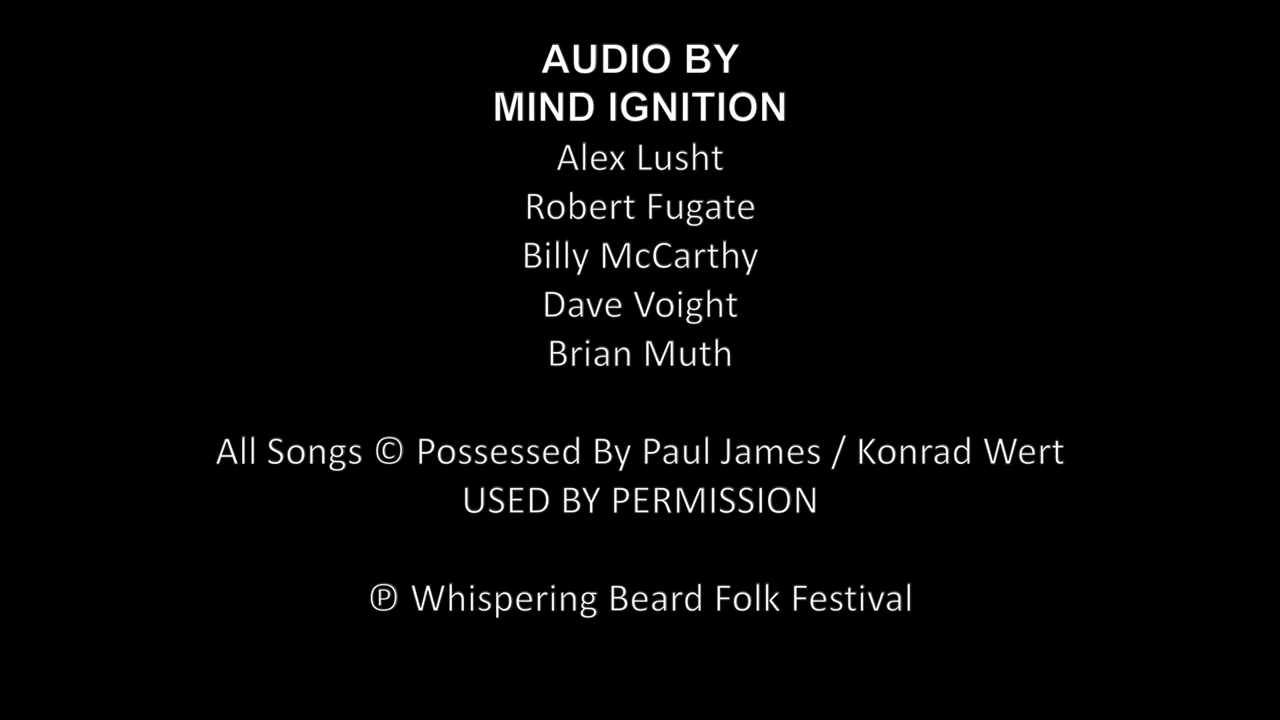 AUDIO BY
MIND IGNITION
Alex Lusht
Robert Fugate
Billy McCarthy
Dave Voight
Brian Muth
All Songs © Possessed By Paul James / Konrad Wert
USED BY PERMISSION
℗ Whispering Beard Folk Festival